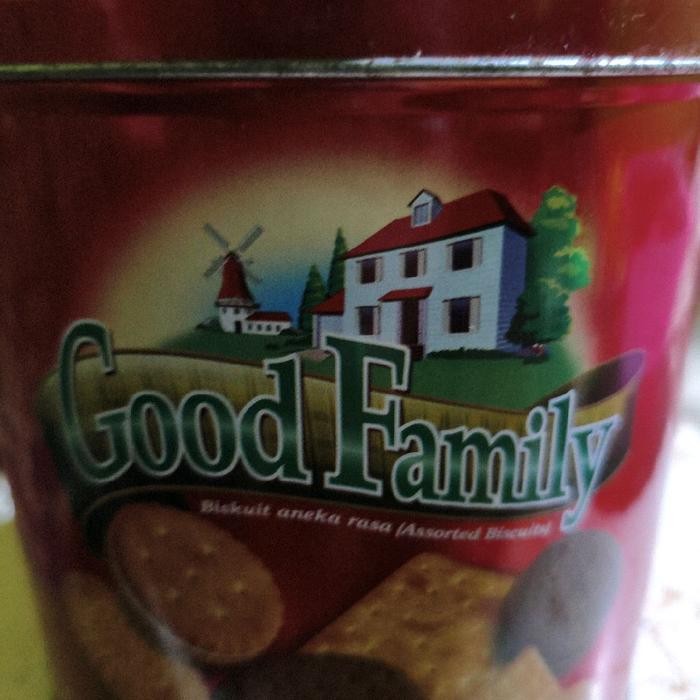 Good Family
Biskuit aneka rasa (Assorted Biscuits)